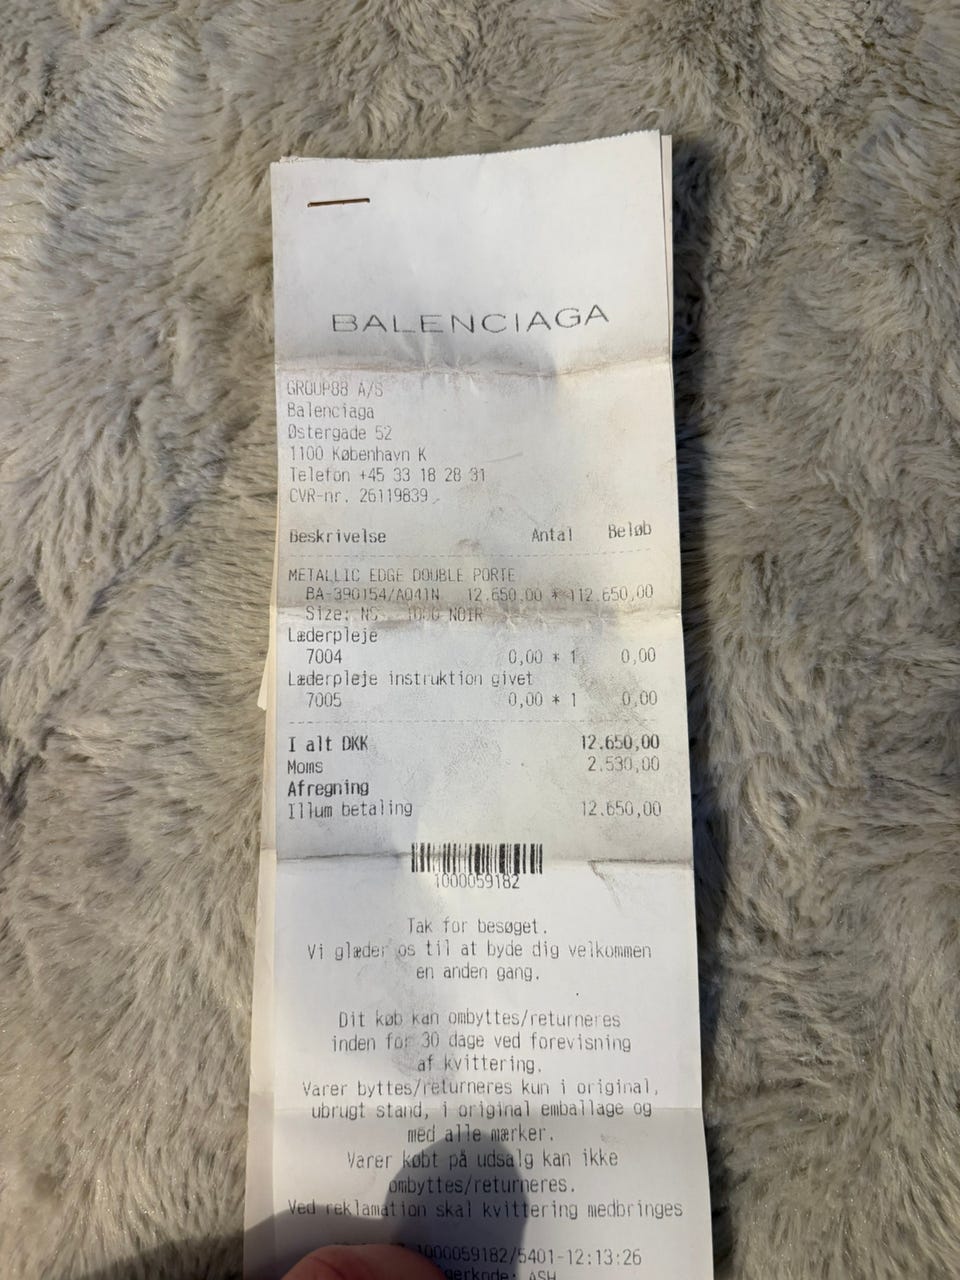 BALENCIAGA
GROUP88 A/S
Balenciaga
Østergade 52
1100 København K
Telefon +45 33 18 28 31
CVR-nr. 26119839
Beskrivelse Antal Beløb
METALLIC EDGE DOUBLE PORTE
BA-390154/AQ41N 12.650,00 * 112.650,00
Size: NS 1000 NOIR
Læderpleje
7004 0,00 * 1 0,00
Læderpleje instruktion givet
7005 0,00 * 1 0,00
I alt DKK 12.650,00
Moms 2.530,00
Afregning
Illum betaling 12.650,00
1000059182
Tak for besøget.
Vi glæder os til at byde dig velkommen
en anden gang.
Dit køb kan ombyttes/returneres
inden for 30 dage ved forevisning
af kvittering.
Varer byttes/returneres kun i original,
ubrugt stand, i original emballage og
med alle mærker.
Varer købt på udsalg kan ikke
ombyttes/returneres.
Ved reklamation skal kvittering medbringes
1000059182/5401-12:13:26
ASH